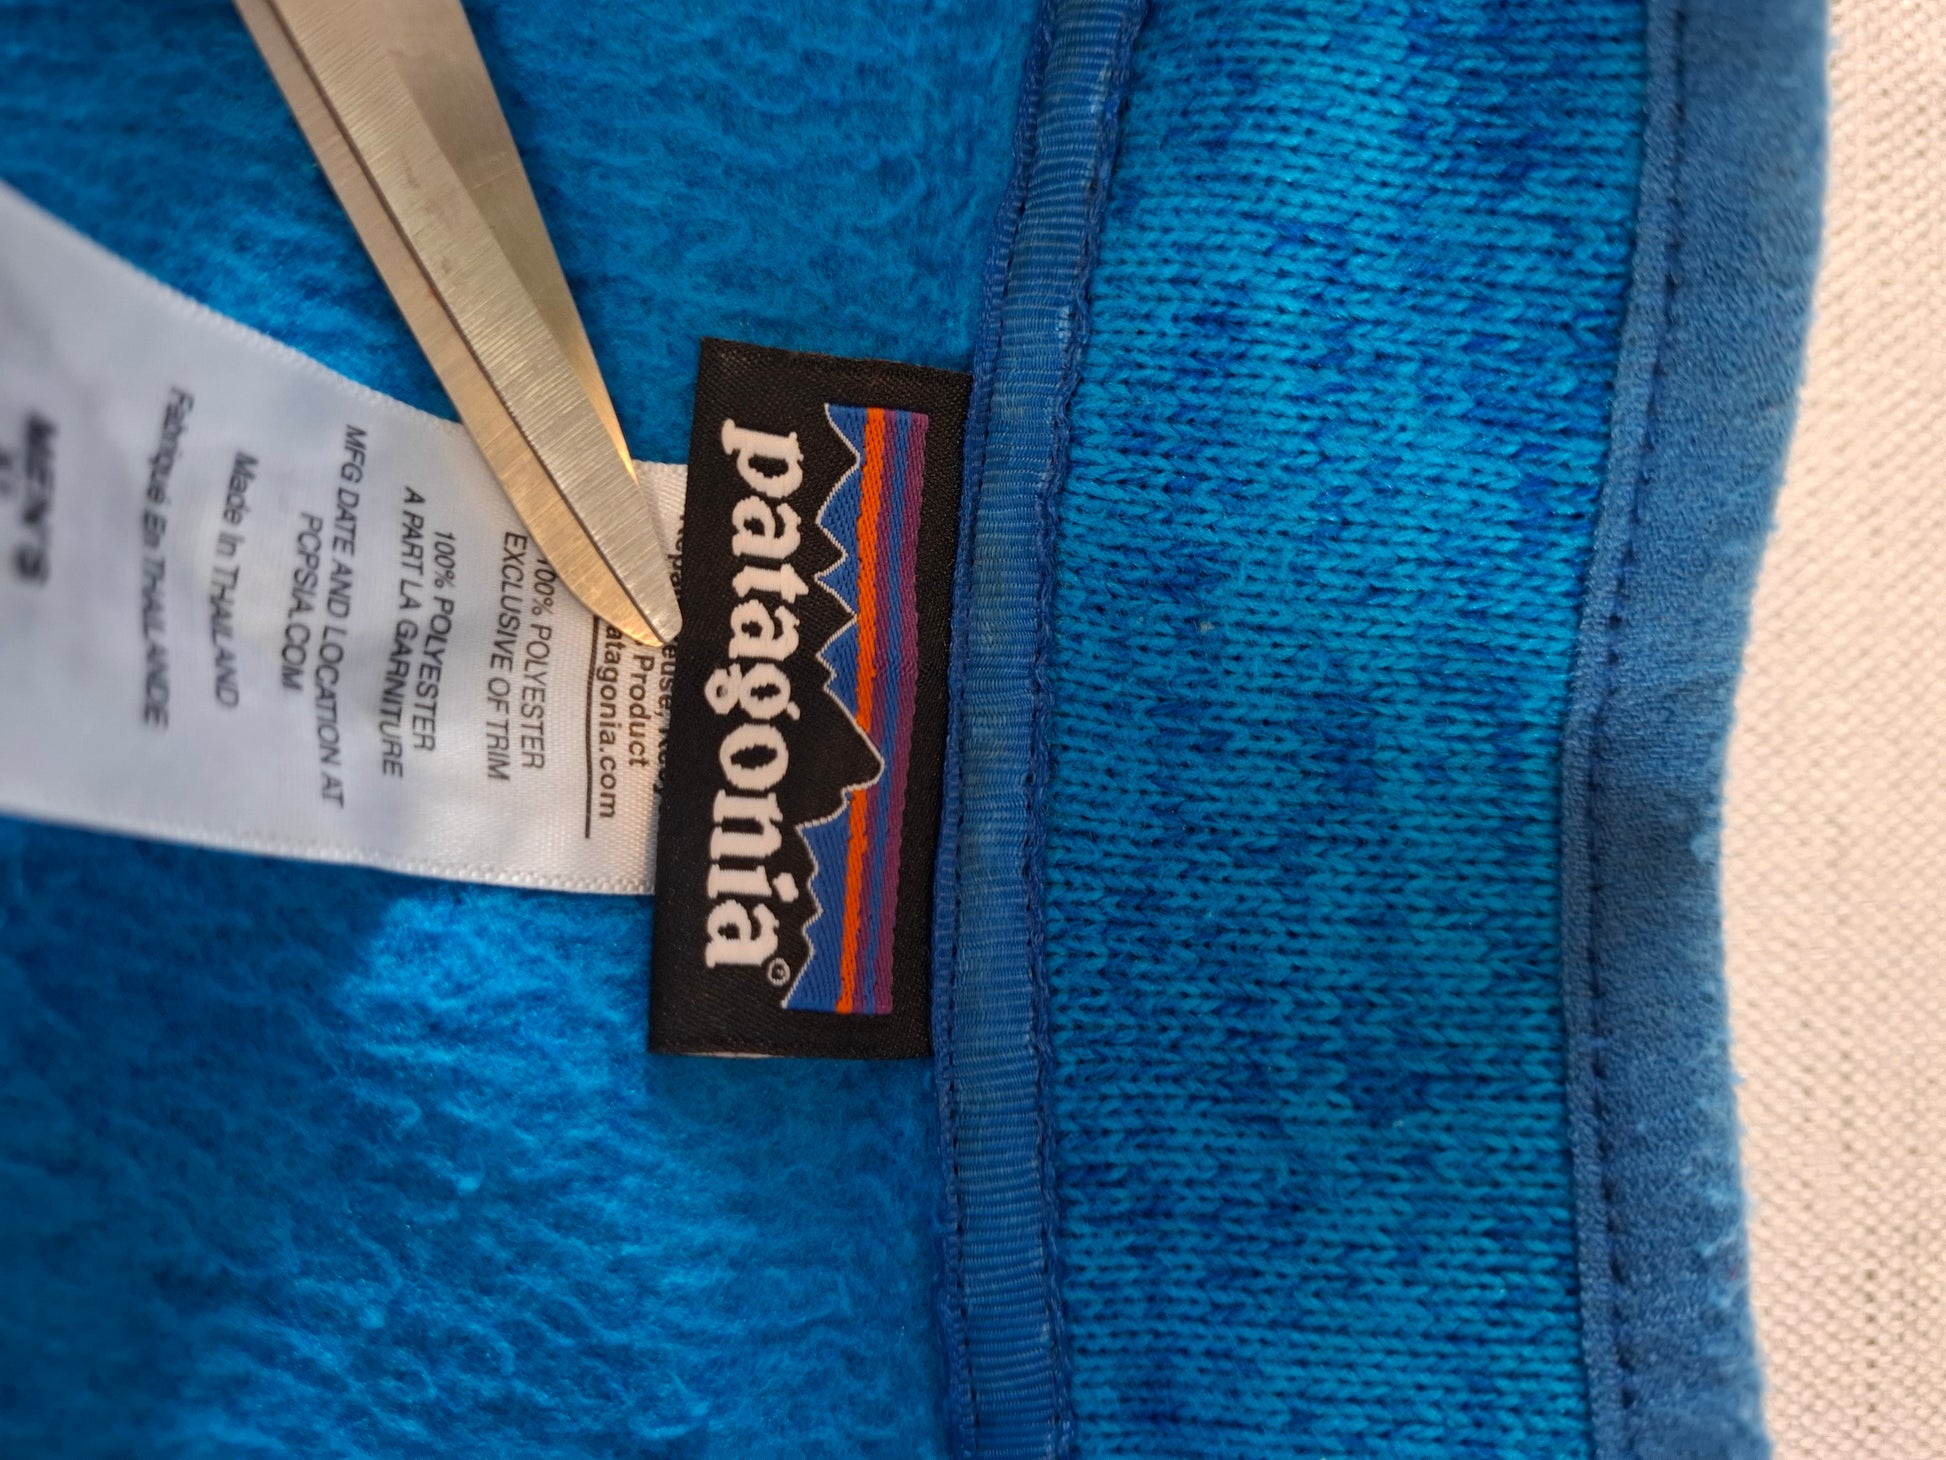 patagonia®
Product
atagonia.com
100% POLYESTER
EXCLUSIVE OF TRIM
100% POLYESTER
A PART LA GARNITURE
MFG DATE AND LOCATION AT
PCPSIA.COM
Made in THAILAND
Fabriqué En THAILANDE
MEN'S